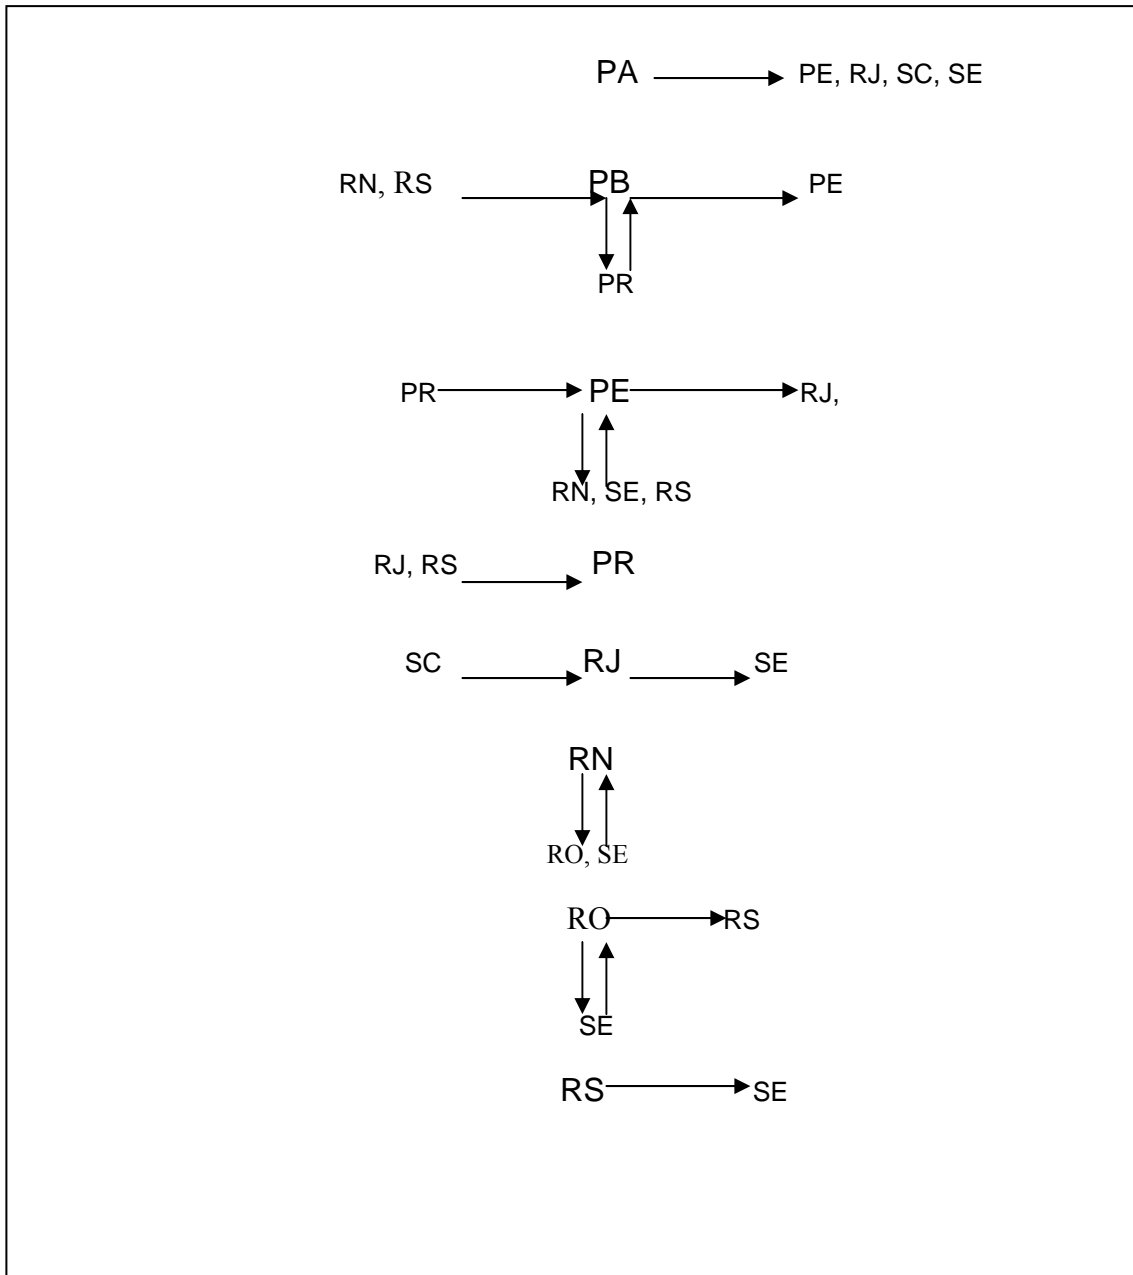 PA PE, RJ, SC, SE
RN, RS PB PE
PR
PR PE RJ,
RN, SE, RS
RJ, RS PR
SC RJ SE
RN
RO, SE
RO RS
SE
RS SE